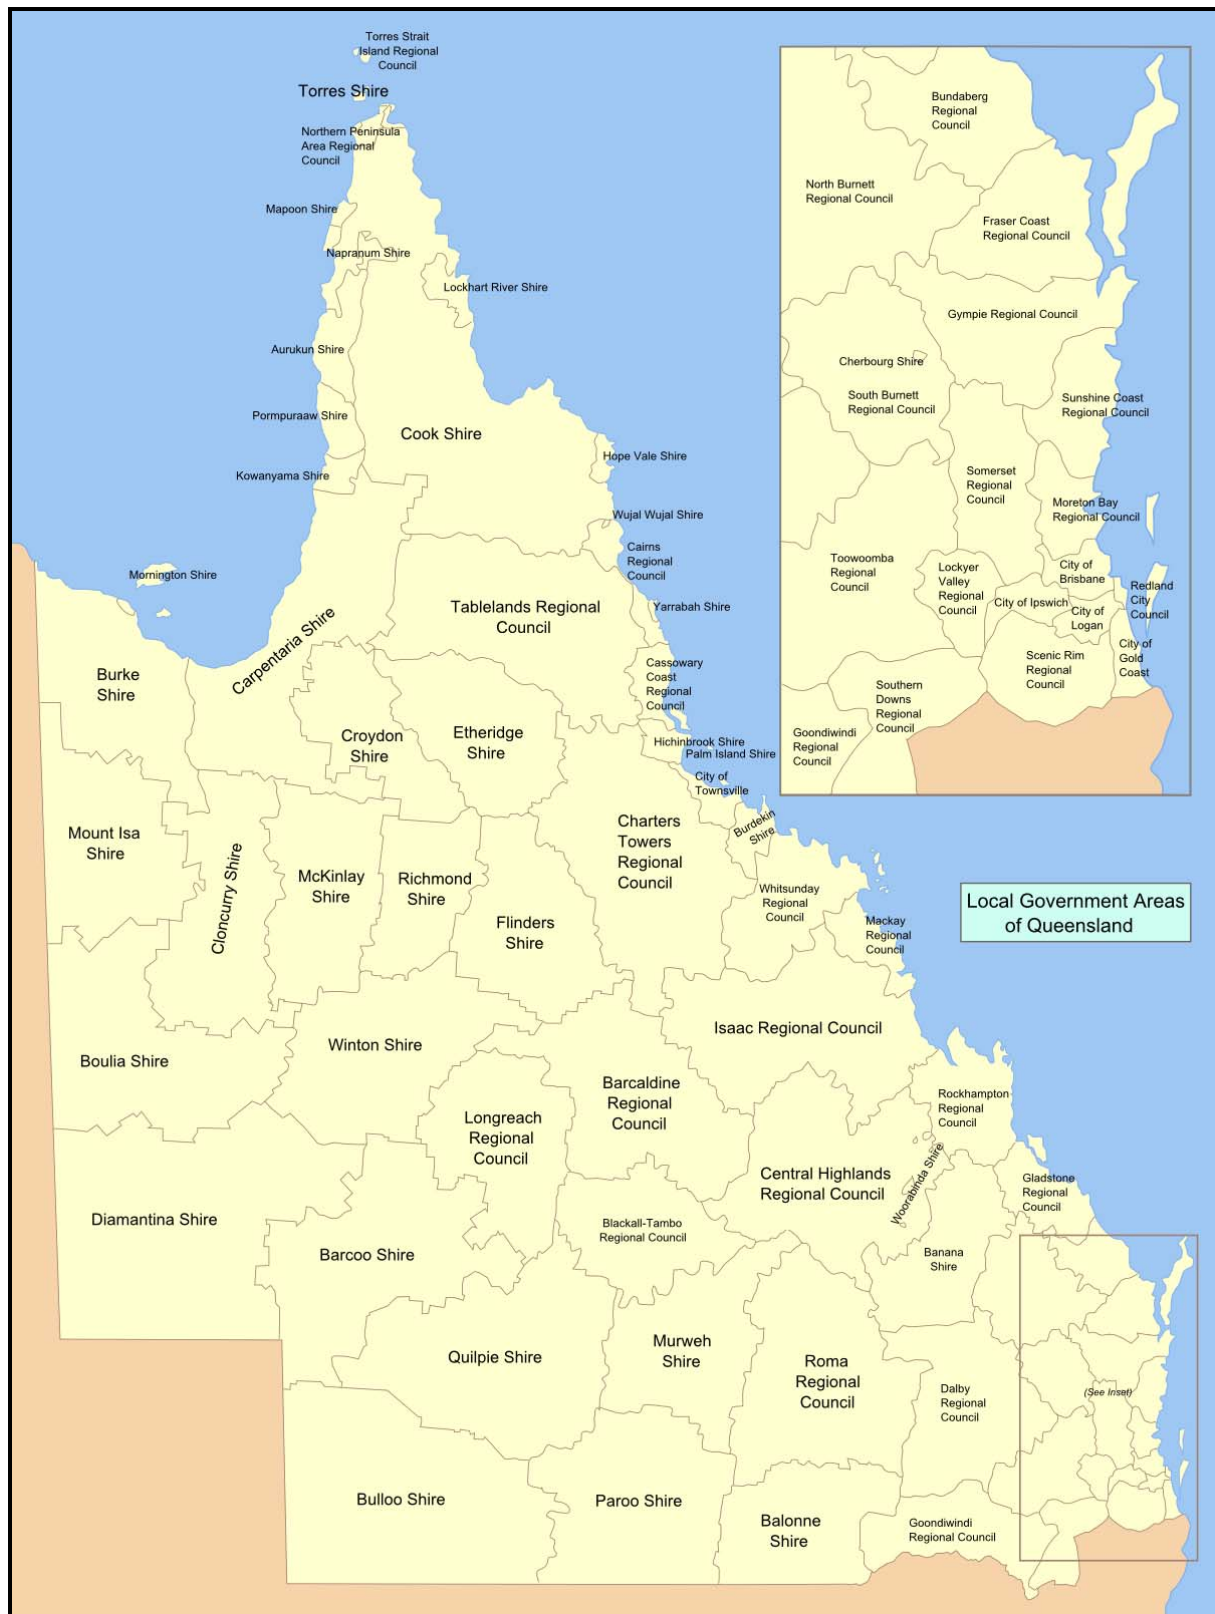 Torres Strait
Island Regional
Council
Torres Shire
Northern Peninsula
Area Regional
Council
Mapoon Shire
Napranum Shire
Lockhart River Shire
Aurukun Shire
Pormpuraaw Shire
Cook Shire
Hope Vale Shire
Kowanyama Shire
Wujal Wujal Shire
Cairns
Regional
Council
Mornington Shire
Yarrabah Shire
Tablelands Regional
Council
Carpentaria Shire
Cassowary
Coast
Regional
Council
Burke
Shire
Croydon
Shire
Etheridge
Shire
Hichinbrook Shire
Palm Island Shire
City of
Townsville
Burdekin
Shire
Mount Isa
Shire
Cloncurry Shire
McKinlay
Shire
Richmond
Shire
Flinders
Shire
Charters
Towers
Regional
Council
Whitsunday
Regional
Council
Mackay
Regional
Council
Isaac Regional Council
Boulia Shire
Winton Shire
Longreach
Regional
Council
Barcaldine
Regional
Council
Rockhampton
Regional
Council
Central Highlands
Regional Council
Woorabinda Shire
Gladstone
Regional
Council
Diamantina Shire
Barcoo Shire
Blackall-Tambo
Regional Council
Banana
Shire
Quilpie Shire
Murweh
Shire
Roma
Regional
Council
Dalby
Regional
Council
(See Inset)
Bulloo Shire
Paroo Shire
Balonne
Shire
Goondiwindi
Regional Council
Bundaberg
Regional
Council
North Burnett
Regional Council
Fraser Coast
Regional Council
Gympie Regional Council
Cherbourg Shire
South Burnett
Regional Council
Sunshine Coast
Regional Council
Somerset
Regional
Council
Moreton Bay
Regional Council
Toowoomba
Regional
Council
Lockyer
Valley
Regional
Council
City of
Brisbane
Redland
City
Council
City of Ipswich
City of
Logan
Scenic Rim
Regional
Council
City of
Gold
Coast
Southern
Downs
Regional
Council
Goondiwindi
Regional
Council
Local Government Areas
of Queensland